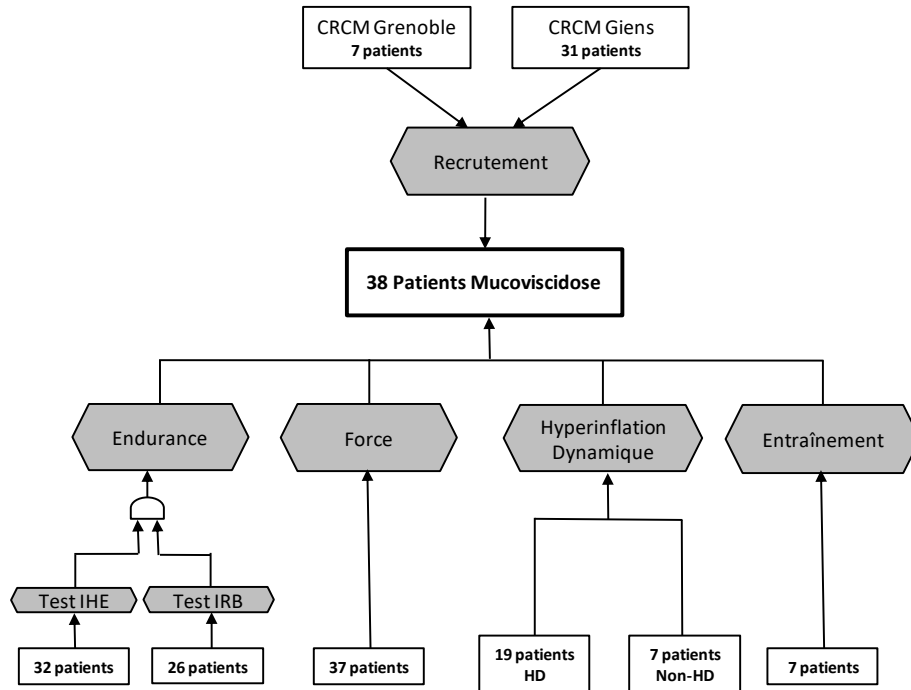 CRCM Grenoble
7 patients
CRCM Giens
31 patients
Recrutement
38 Patients Mucoviscidose
Endurance
Force
Hyperinflation
Dynamique
Entraînement
Test IHE
Test IRB
32 patients
26 patients
37 patients
19 patients
HD
7 patients
Non-HD
7 patients